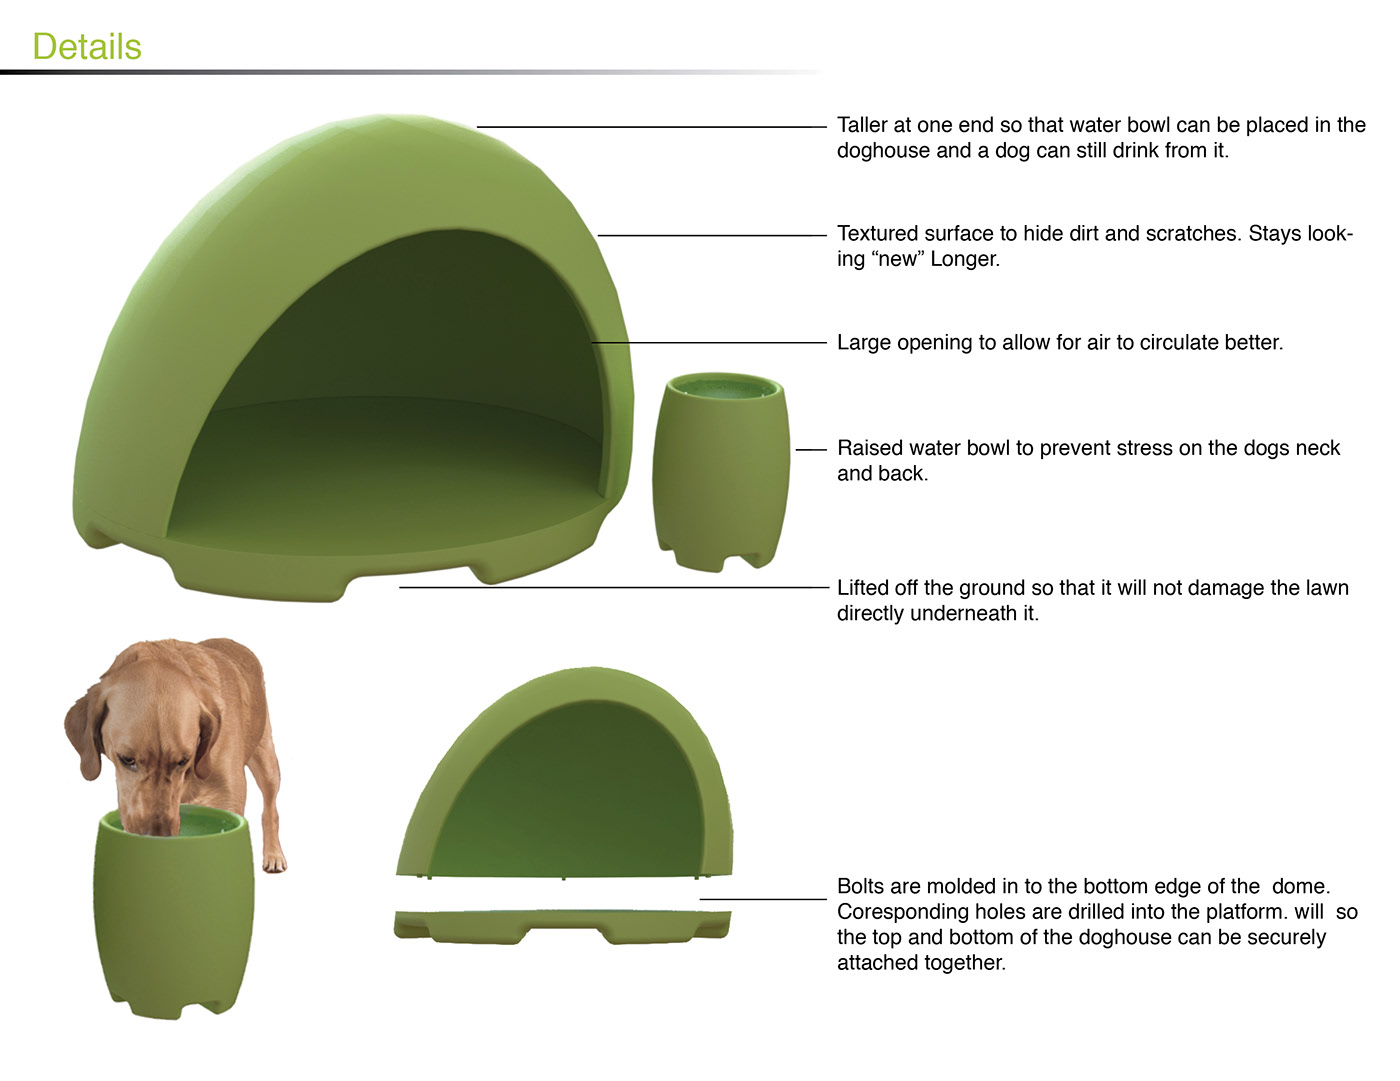 Details
Taller at one end so that water bowl can be placed in the
doghouse and a dog can still drink from it.
Textured surface to hide dirt and scratches. Stays look-
ing “new” Longer.
Large opening to allow for air to circulate better.
Raised water bowl to prevent stress on the dogs neck
and back.
Lifted off the ground so that it will not damage the lawn
directly underneath it.
Bolts are molded in to the bottom edge of the  dome.
Coresponding holes are drilled into the platform. will  so
the top and bottom of the doghouse can be securely
attached together.